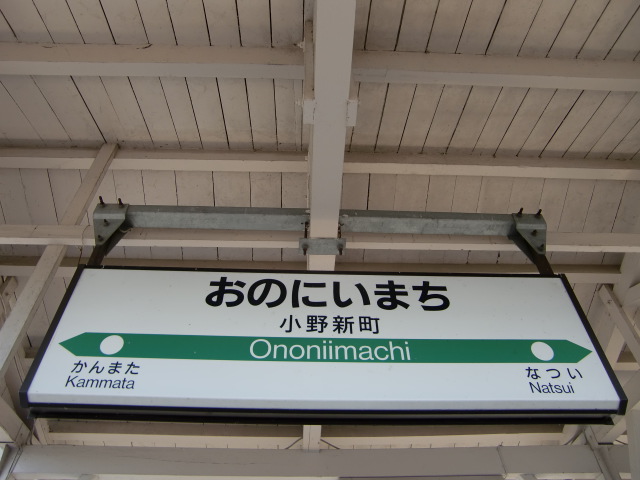 おのにいまち
小野新町
Ononiimachi
かんまた
Kammata
なつい
Natsui